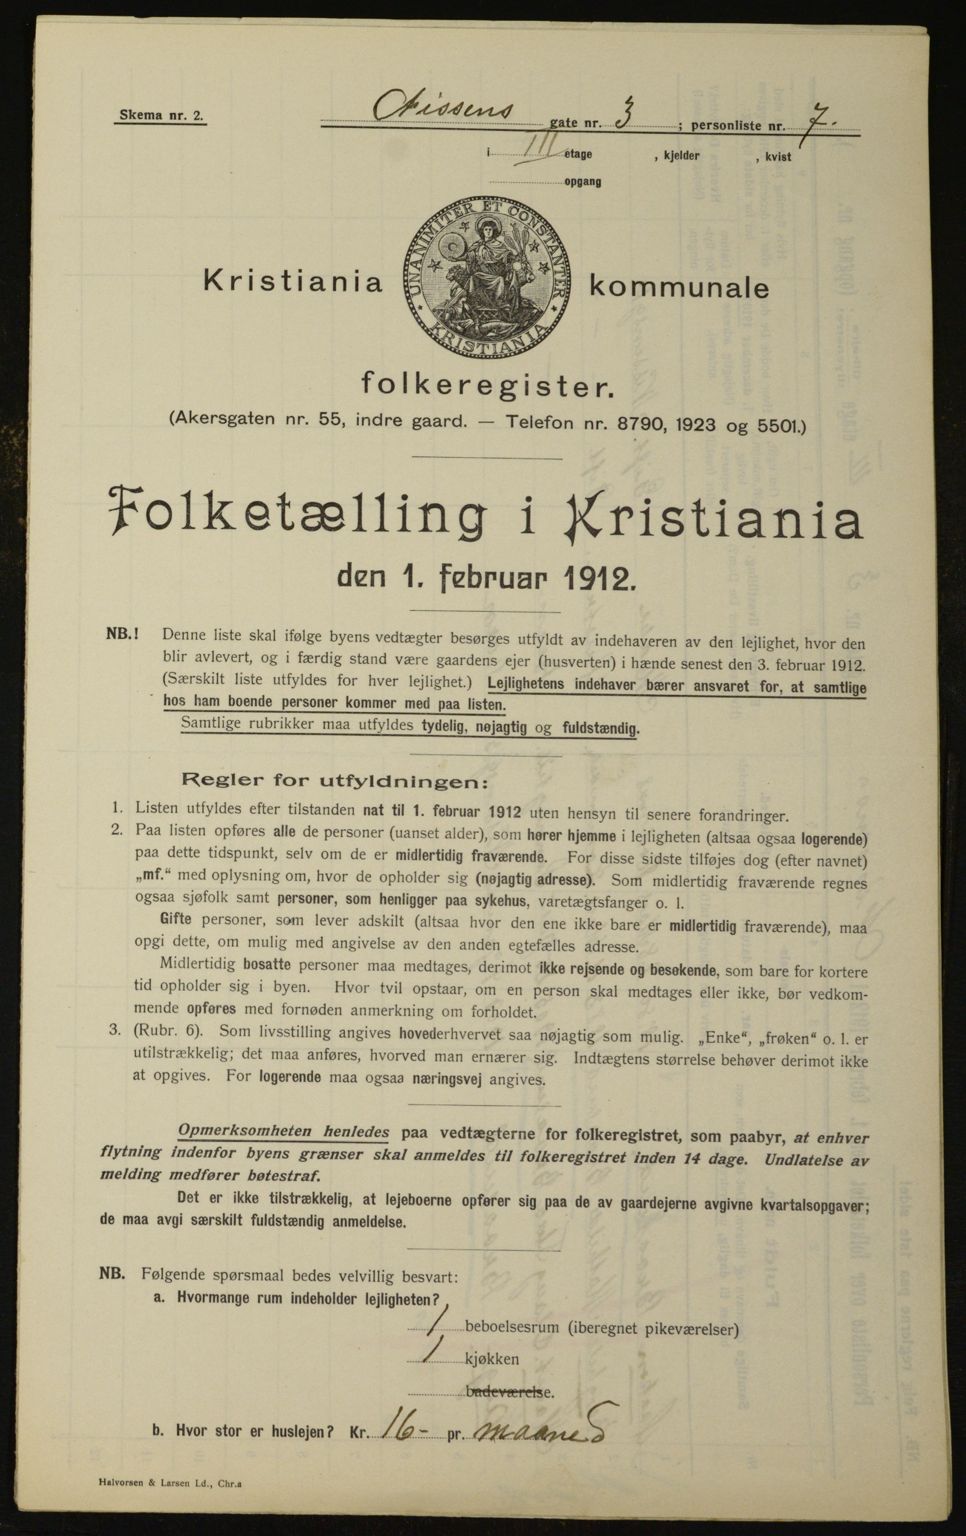 Skema nr. 2.
Nissens gate nr. 3 ; personliste nr. 7.
i III etage , kjelder , kvist
opgang
UNANIMITER ET CONSTANTER
KRISTIANIA
Kristiania kommunale
folkeregister.
(Akersgaten nr. 55, indre gaard. — Telefon nr. 8790, 1923 og 5501.)
Folketælling i Kristiania
den 1. februar 1912.
NB.! Denne liste skal ifølge byens vedtægter besørges utfyldt av indehaveren av den lejlighet, hvor den
blir avlevert, og i færdig stand være gaardens ejer (husverten) i hænde senest den 3. februar 1912.
(Særskilt liste utfyldes for hver lejlighet.) Lejlighetens indehaver bærer ansvaret for, at samtlige
hos ham boende personer kommer med paa listen.
Samtlige rubrikker maa utfyldes tydelig, nøjagtig og fuldstændig.
Regler for utfyldningen:
1. Listen utfyldes efter tilstanden nat til 1. februar 1912 uten hensyn til senere forandringer.
2. Paa listen opføres alle de personer (uanset alder), som hører hjemme i lejligheten (altsaa ogsaa logerende)
paa dette tidspunkt, selv om de er midlertidig fraværende. For disse sidste tilføjes dog (efter navnet)
„mf.“ med oplysning om, hvor de opholder sig (nøjagtig adresse). Som midlertidig fraværende regnes
ogsaa sjøfolk samt personer, som henligger paa sykehus, varetægtsfanger o. l.
Gifte personer, som lever adskilt (altsaa hvor den ene ikke bare er midlertidig fraværende), maa
opgi dette, om mulig med angivelse av den anden egtefælles adresse.
Midlertidig bosatte personer maa medtages, derimot ikke rejsende og besøkende, som bare for kortere
tid opholder sig i byen. Hvor tvil opstaar, om en person skal medtages eller ikke, bør vedkom-
mende opføres med fornøden anmerkning om forholdet.
3. (Rubr. 6). Som livsstilling angives hovederhvervet saa nøjagtig som mulig. „Enke“, „frøken“ o. l. er
utilstrækkelig; det maa anføres, hvorved man ernærer sig. Indtægtens størrelse behøver derimot ikke
at opgives. For logerende maa ogsaa næringsvej angives.
Opmerksomheten henledes paa vedtægterne for folkeregistret, som paabyr, at enhver
flytning indenfor byens grænser skal anmeldes til folkeregistret inden 14 dage. Undlatelse av
melding medfører bøtestraf.
Det er ikke tilstrækkelig, at lejeboerne opfører sig paa de av gaardejerne avgivne kvartalsopgaver;
de maa avgi særskilt fuldstændig anmeldelse.
NB. Følgende spørsmaal bedes velvillig besvart:
a. Hvormange rum indeholder lejligheten?
1 beboelsesrum (iberegnet pikeværelser)
1 kjøkken
badeværelse.
b. Hvor stor er huslejen? Kr. 16- pr. maaned
Halvorsen & Larsen Ld., Chr.a